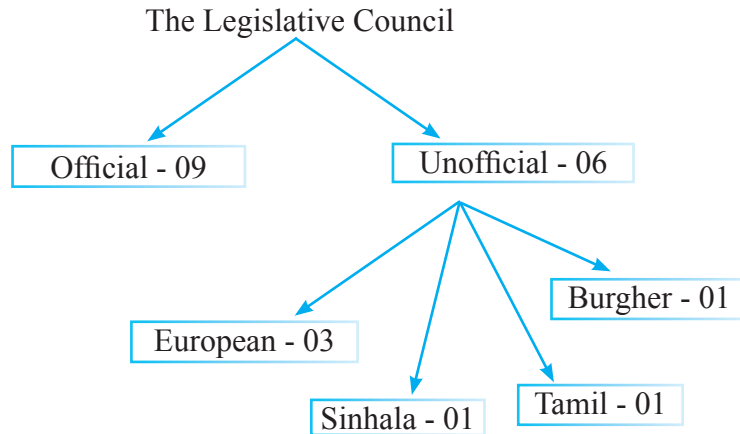 The Legislative Council
Official - 09
Unofficial - 06
Burgher - 01
European - 03
Tamil - 01
Sinhala - 01